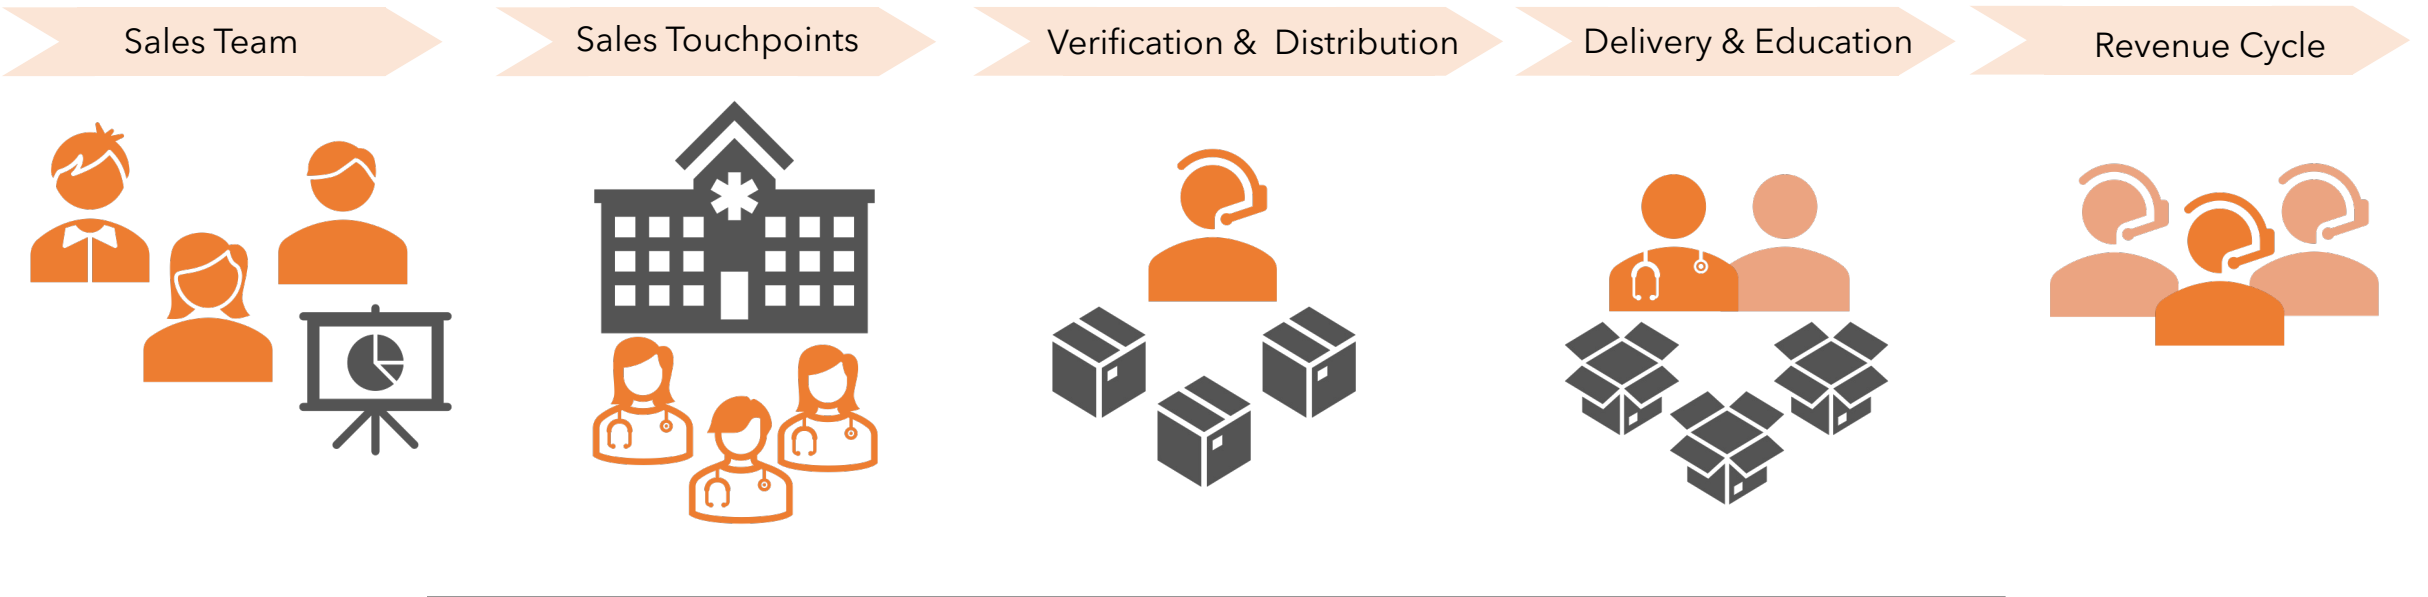 Sales Team
Sales Touchpoints
Verification & Distribution
Delivery & Education
Revenue Cycle